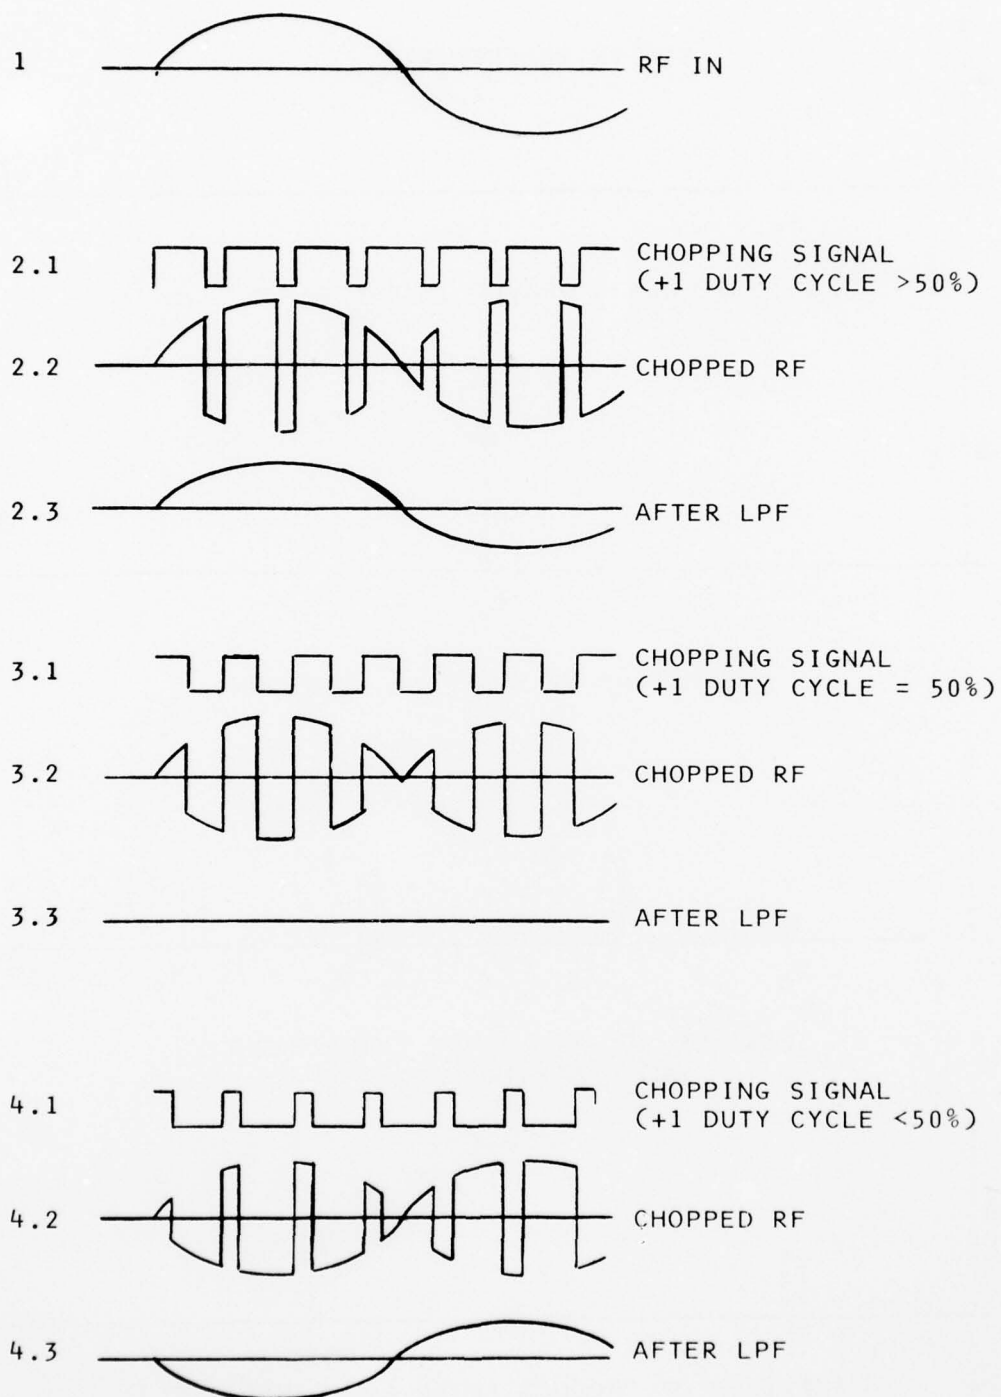 1 RF IN
2.1 CHOPPING SIGNAL
(+1 DUTY CYCLE >50%)
2.2 CHOPPED RF
2.3 AFTER LPF
3.1 CHOPPING SIGNAL
(+1 DUTY CYCLE = 50%)
3.2 CHOPPED RF
3.3 AFTER LPF
4.1 CHOPPING SIGNAL
(+1 DUTY CYCLE <50%)
4.2 CHOPPED RF
4.3 AFTER LPF